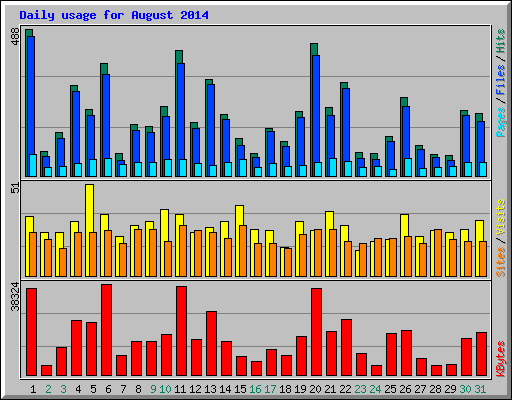 Daily usage for August 2014
488
Pages / Files / Hits
51
Sites / Visits
38324
KBytes
1 2 3 4 5 6 7 8 9 10 11 12 13 14 15 16 17 18 19 20 21 22 23 24 25 26 27 28 29 30 31